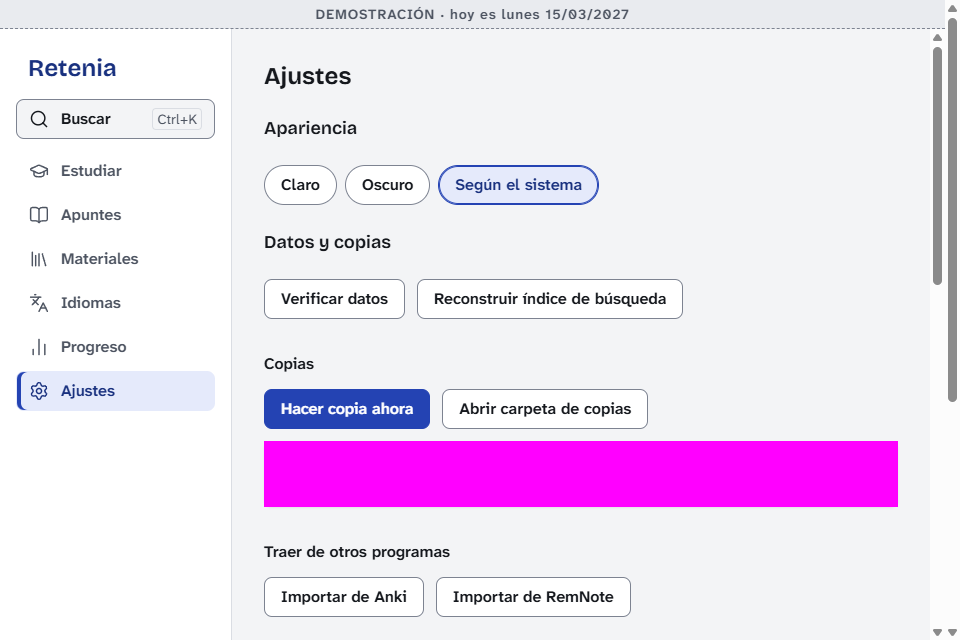 DEMOSTRACIÓN · hoy es lunes 15/03/2027
Retenia
Buscar Ctrl+K
Estudiar
Apuntes
Materiales
Idiomas
Progreso
Ajustes
Ajustes
Apariencia
Claro Oscuro Según el sistema
Datos y copias
Verificar datos Reconstruir índice de búsqueda
Copias
Hacer copia ahora Abrir carpeta de copias
Traer de otros programas
Importar de Anki Importar de RemNote